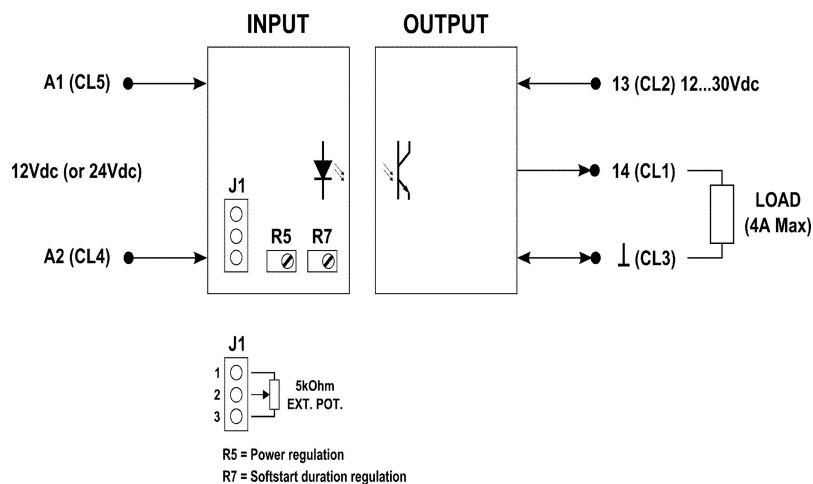 INPUT OUTPUT
A1 (CL5)
13 (CL2) 12...30Vdc
12Vdc (or 24Vdc)
14 (CL1)
J1
LOAD
(4A Max)
R5 R7
A2 (CL4)
⊥ (CL3)
J1
1
2
3
5kOhm
EXT. POT.
R5 = Power regulation
R7 = Softstart duration regulation